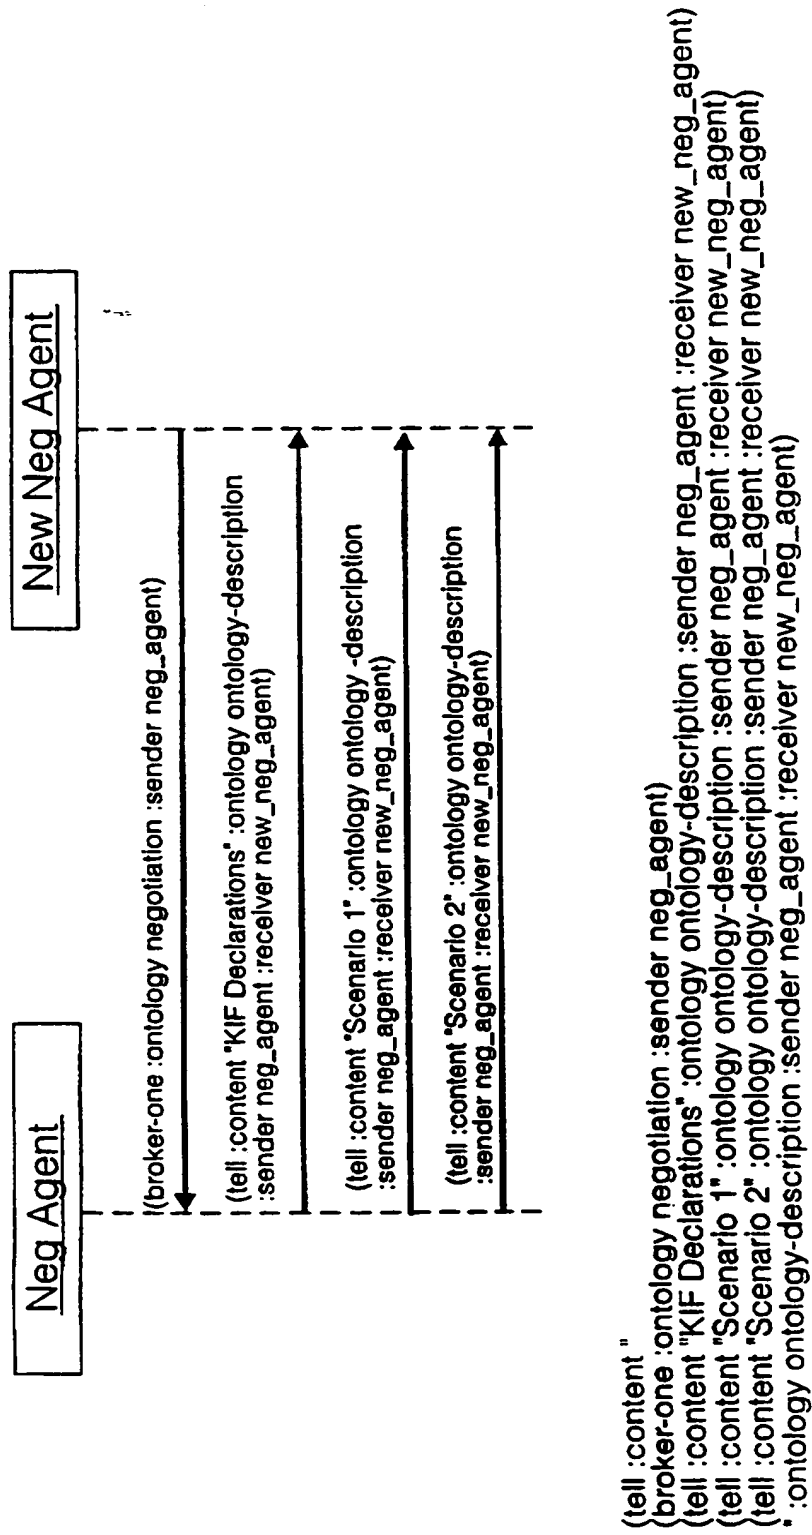 Neg Agent
New Neg Agent
(broker-one :ontology negotiation :sender neg_agent)
(tell :content "KIF Declarations" :ontology ontology-description
:sender neg_agent :receiver new_neg_agent)
(tell :content "Scenario 1" :ontology ontology -description
:sender neg_agent :receiver new_neg_agent)
(tell :content "Scenario 2" :ontology ontology-description
:sender neg_agent :receiver new_neg_agent)
(tell :content "
(broker-one :ontology negotiation :sender neg_agent)
(tell :content "KIF Declarations" :ontology ontology-description :sender neg_agent :receiver new_neg_agent)
(tell :content "Scenario 1" :ontology ontology-description :sender neg_agent :receiver new_neg_agent)
(tell :content "Scenario 2" :ontology ontology-description :sender neg_agent :receiver new_neg_agent)
" :ontology ontology-description :sender neg_agent :receiver new_neg_agent)